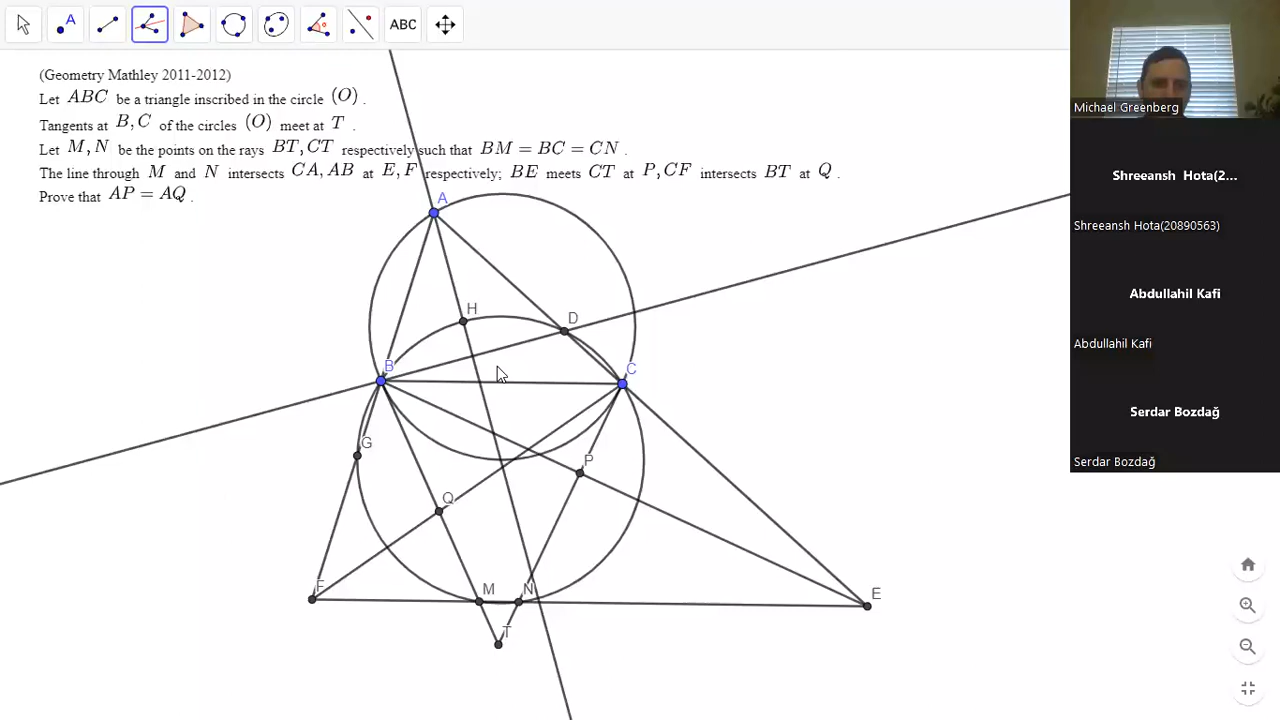 ABC
(Geometry Mathley 2011-2012)
Let ABC be a triangle inscribed in the circle (O) .
Tangents at B, C of the circles (O) meet at T .
Let M, N be the points on the rays BT, CT respectively such that BM = BC = CN .
The line through M and N intersects CA, AB at E, F respectively; BE meets CT at P, CF intersects BT at Q .
Prove that AP = AQ .
A
A
H
D
B
C
G
P
Q
F
M
N
E
T
Michael Greenberg
Shreeansh Hota(2...
Shreeansh Hota(20890563)
Abdullahil Kafi
Abdullahil Kafi
Serdar Bozdağ
Serdar Bozdağ